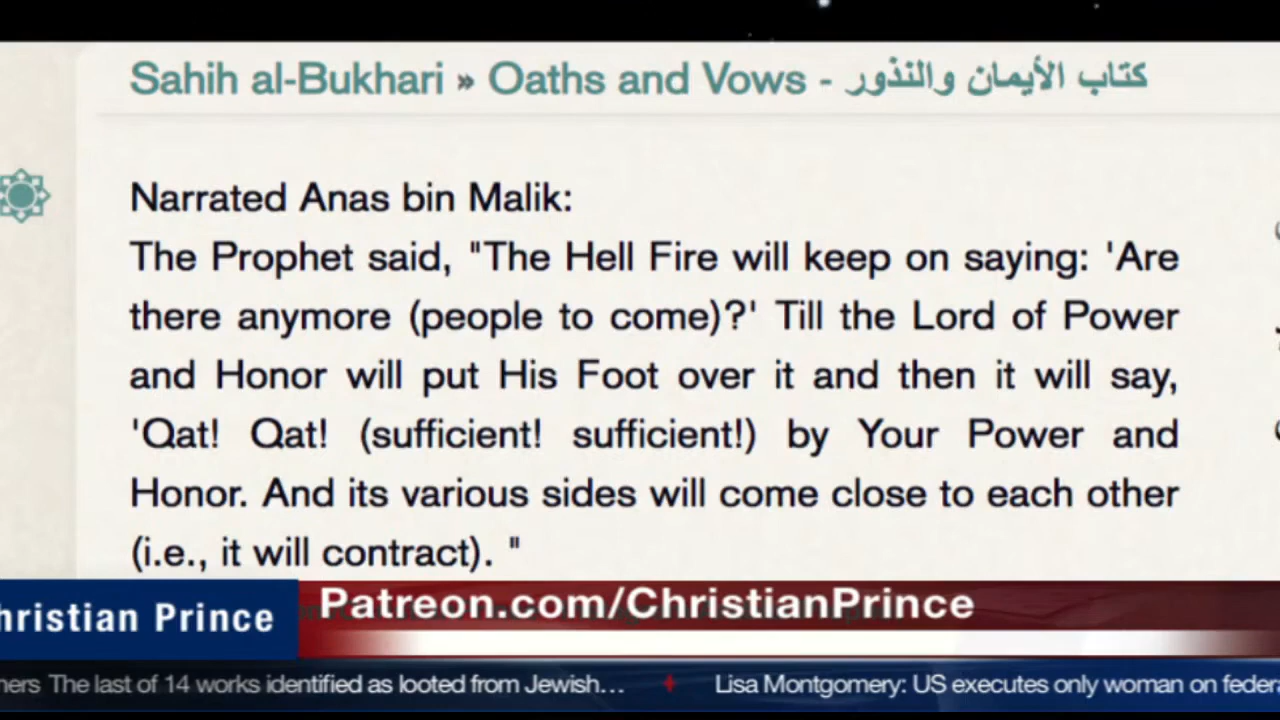 Sahih al-Bukhari » Oaths and Vows - كتاب الأيمان والنذور
Narrated Anas bin Malik:
The Prophet said, "The Hell Fire will keep on saying: 'Are
there anymore (people to come)?' Till the Lord of Power
and Honor will put His Foot over it and then it will say,
'Qat! Qat! (sufficient! sufficient!) by Your Power and
Honor. And its various sides will come close to each other
(i.e., it will contract). "
hristian Prince
Patreon.com/ChristianPrince
ners The last of 14 works identified as looted from Jewish... Lisa Montgomery: US executes only woman on federa